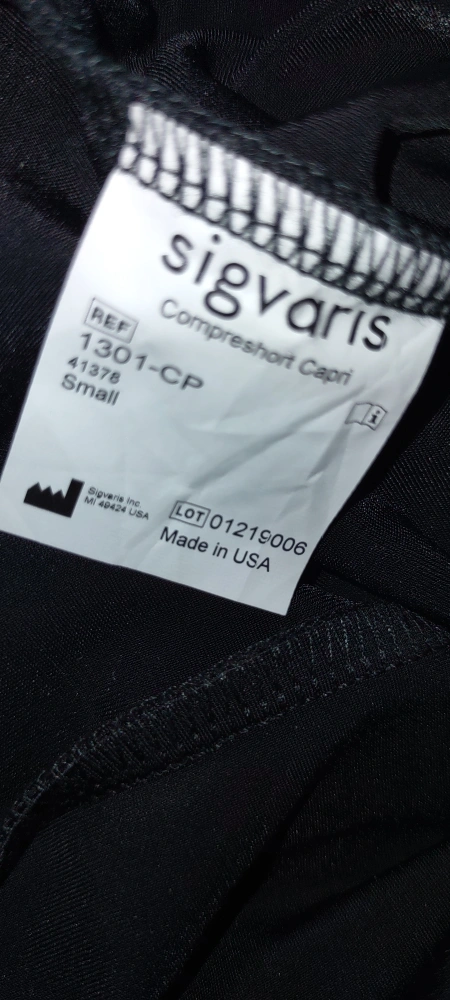 sigvaris
Compreshort Capri
REF
1301-CP
41378
Small
Sigvaris Inc.
MI 49424 USA
LOT 01219006
Made in USA